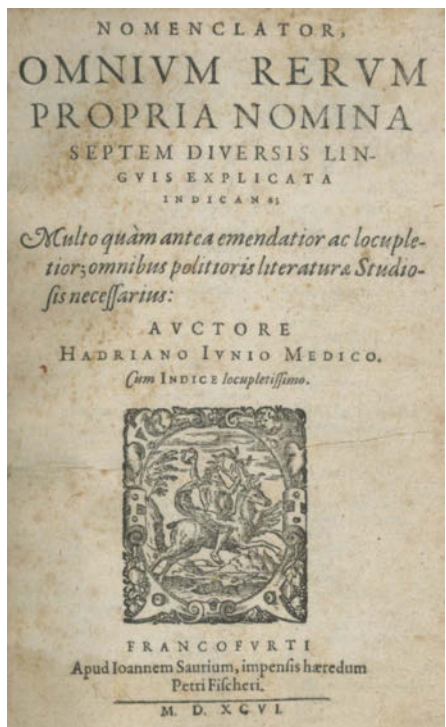 NOMENCLATOR,
OMNIVM RERVM
PROPRIA NOMINA
SEPTEM DIVERSIS LIN-
GVIS EXPLICATA
INDICANS;
Multo quàm antea emendatior ac locuple-
tior; omnibus politioris literaturæ Studio-
sis necessarius:
AVCTORE
HADRIANO IVNIO MEDICO.
Cum INDICE locupletissimo.
FRANCOFVRTI
Apud Ioannem Saurium, impensis hæredum
Petri Fischeri.
M. D. XCVI.